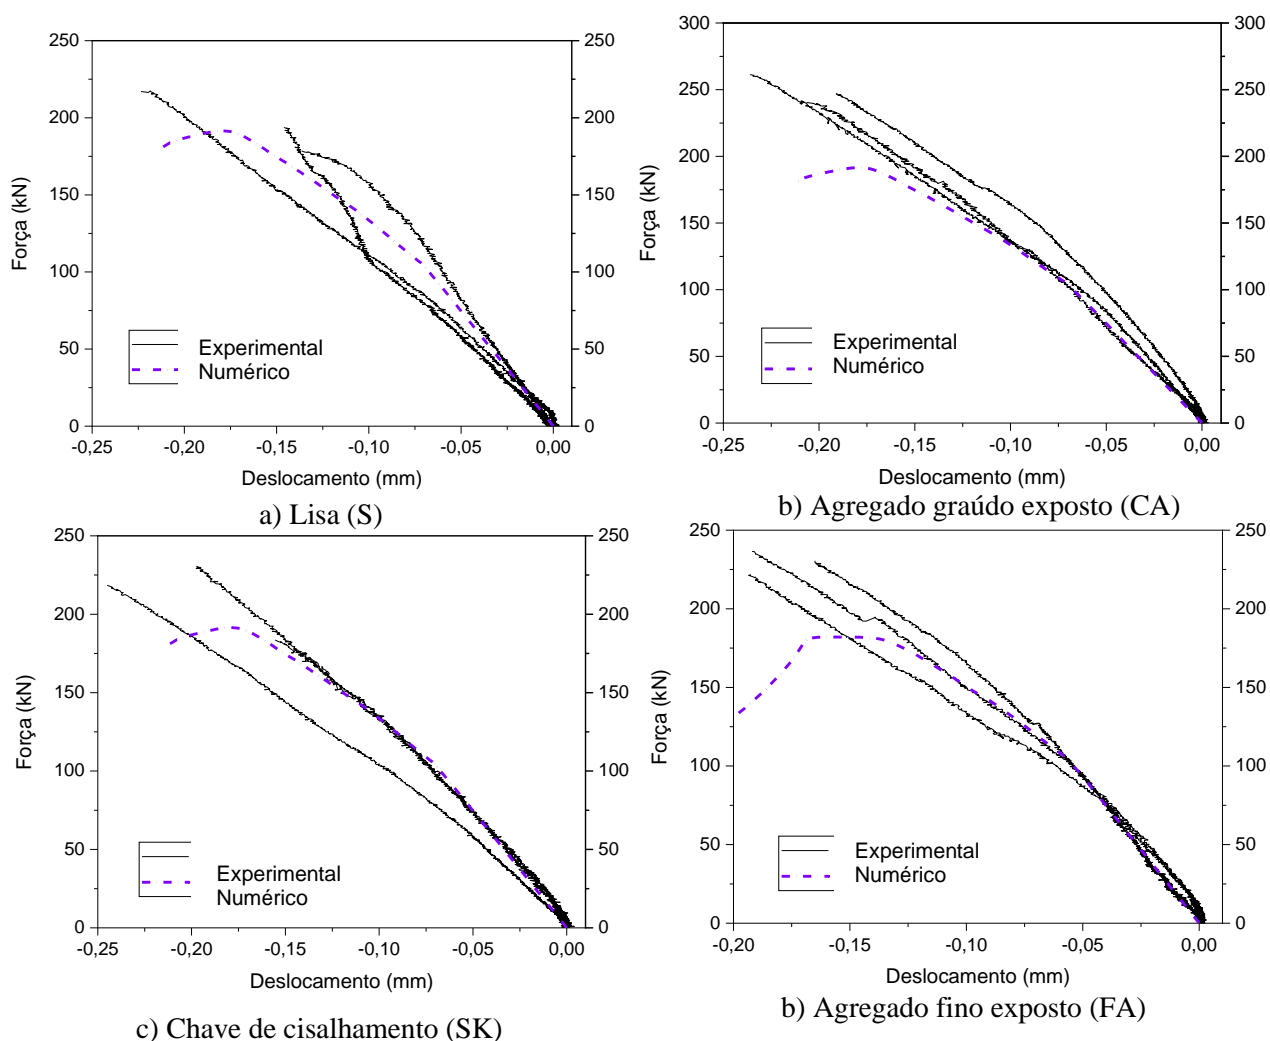 250
250
200
200
150
150
100
100
50
50
0
0
-0,25 -0,20 -0,15 -0,10 -0,05 0,00
Força (kN)
Deslocamento (mm)
Experimental
Numérico
a) Lisa (S)
300
300
250
250
200
200
150
150
100
100
50
50
0
0
-0,25 -0,20 -0,15 -0,10 -0,05 0,00
Força (kN)
Deslocamento (mm)
Experimental
Numérico
b) Agregado graúdo exposto (CA)
250
250
200
200
150
150
100
100
50
50
0
0
-0,25 -0,20 -0,15 -0,10 -0,05 0,00
Força (kN)
Deslocamento (mm)
Experimental
Numérico
c) Chave de cisalhamento (SK)
250
250
200
200
150
150
100
100
50
50
0
0
-0,20 -0,15 -0,10 -0,05 0,00
Força (kN)
Deslocamento (mm)
Experimental
Numérico
b) Agregado fino exposto (FA)